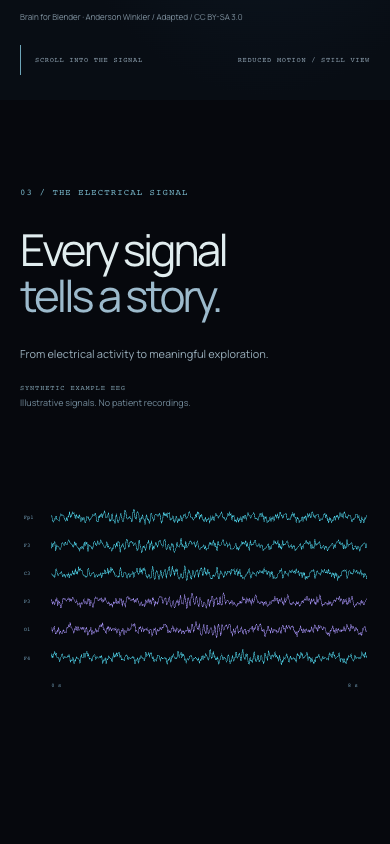 Brain for Blender · Anderson Winkler / Adapted / CC BY-SA 3.0
SCROLL INTO THE SIGNAL
REDUCED MOTION / STILL VIEW
03 / THE ELECTRICAL SIGNAL
Every signal
tells a story.
From electrical activity to meaningful exploration.
SYNTHETIC EXAMPLE EEG
Illustrative signals. No patient recordings.
Fp1
F3
C3
P3
O1